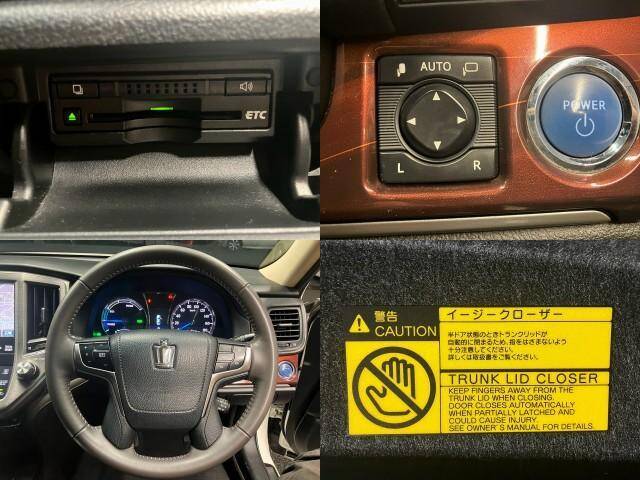 ETC
AUTO
L R
POWER
警告
CAUTION
イージークローザー
半ドア状態のときトランクリッドが
自動的に閉まるため、指をはさまないよう
十分注意してください。
詳しくは取扱書をご覧ください。
TRUNK LID CLOSER
KEEP FINGERS AWAY FROM THE
TRUNK LID WHEN CLOSING.
DOOR CLOSES AUTOMATICALLY
WHEN PARTIALLY LATCHED AND
COULD CAUSE INJURY.
SEE OWNER'S MANUAL FOR DETAILS.